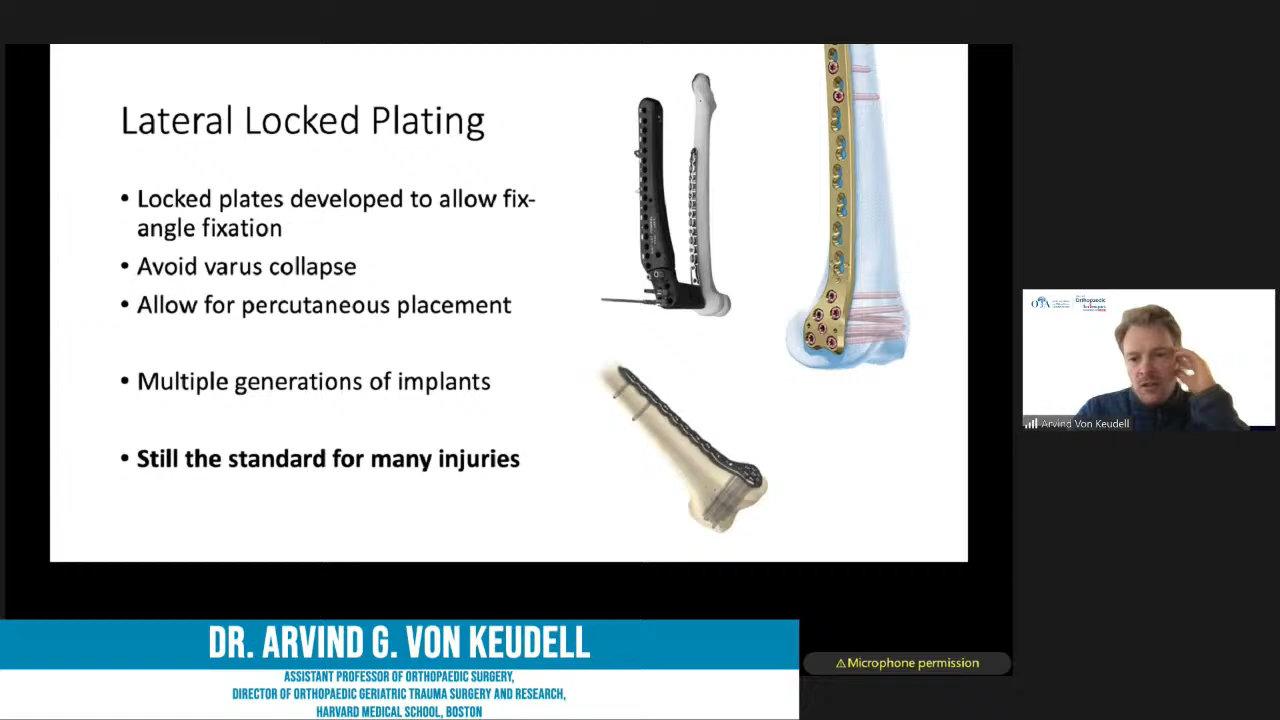 Lateral Locked Plating
• Locked plates developed to allow fix-
angle fixation
• Avoid varus collapse
• Allow for percutaneous placement
• Multiple generations of implants
• Still the standard for many injuries
OTA
Orthopaedic
Arvind Von Keudell
DR. ARVIND G. VON KEUDELL
ASSISTANT PROFESSOR OF ORTHOPAEDIC SURGERY,
DIRECTOR OF ORTHOPAEDIC GERIATRIC TRAUMA SURGERY AND RESEARCH,
HARVARD MEDICAL SCHOOL, BOSTON
⚠Microphone permission